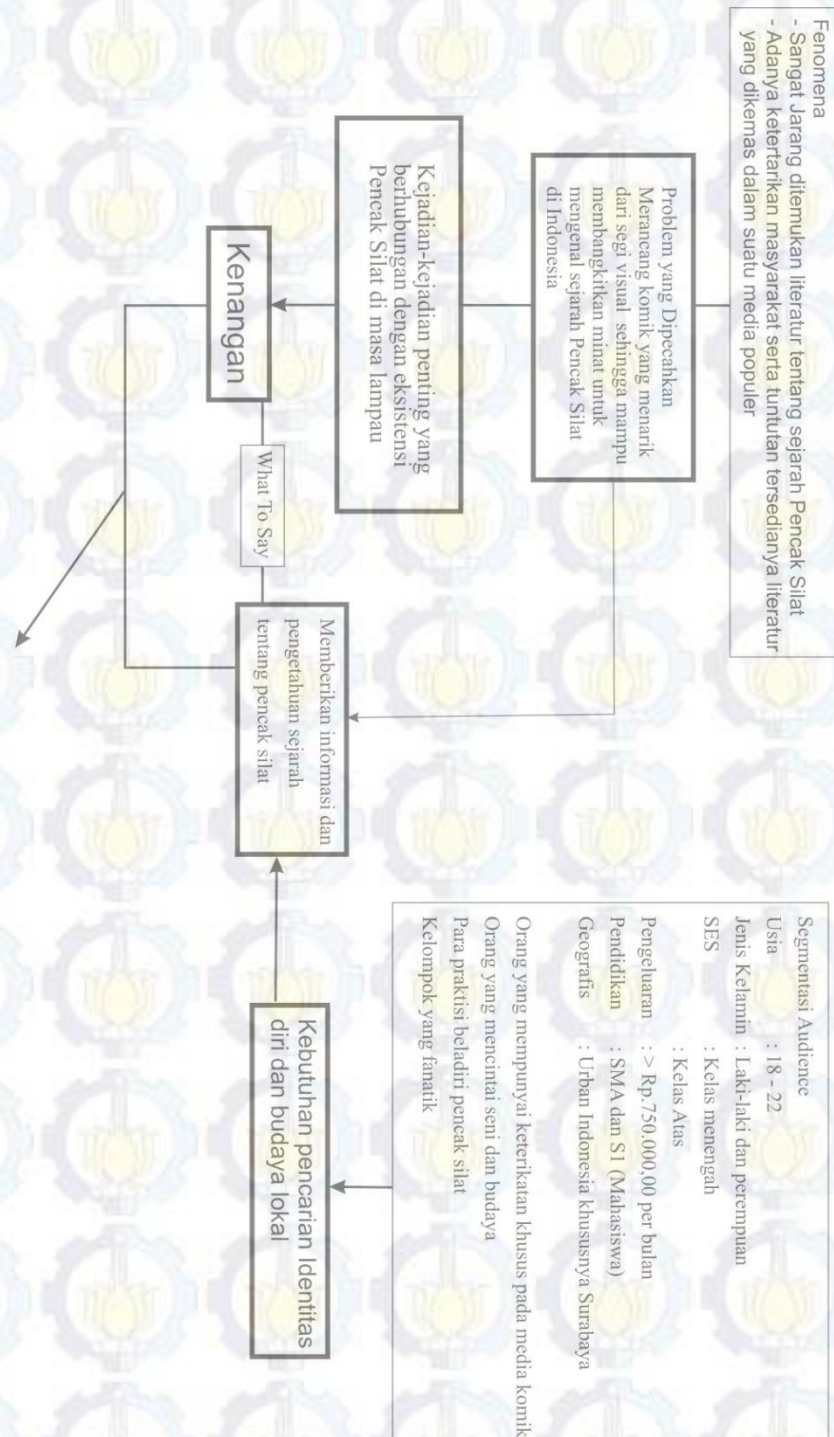 Fenomena
- Sangat Jarang ditemukan literatur tentang sejarah Pencak Silat
- Adanya ketertarikan masyarakat serta tuntutan tersedianya literatur
yang dikemas dalam suatu media populer
Problem yang Dipecahkan
Merancang komik yang menarik
dari segi visual sehingga mampu
membangkitkan minat untuk
mengenal sejarah Pencak Silat
di Indonesia
Kejadian-kejadian penting yang
berhubungan dengan eksistensi
Pencak Silat di masa lampau
Kenangan
What To Say
Memberikan informasi dan
pengetahuan sejarah
tentang pencak silat
Segmentasi Audience
Usia : 18 - 22
Jenis Kelamin : Laki-laki dan perempuan
SES : Kelas menengah
: Kelas Atas
Pengeluaran : > Rp.750.000,00 per bulan
Pendidikan : SMA dan S1 (Mahasiswa)
Geografis : Urban Indonesia khususnya Surabaya
Orang yang mempunyai keterikatan khusus pada media komik
Orang yang mencintai seni dan budaya
Para praktisi beladiri pencak silat
Kelompok yang fanatik
Kebutuhan pencarian Identitas
diri dan budaya lokal